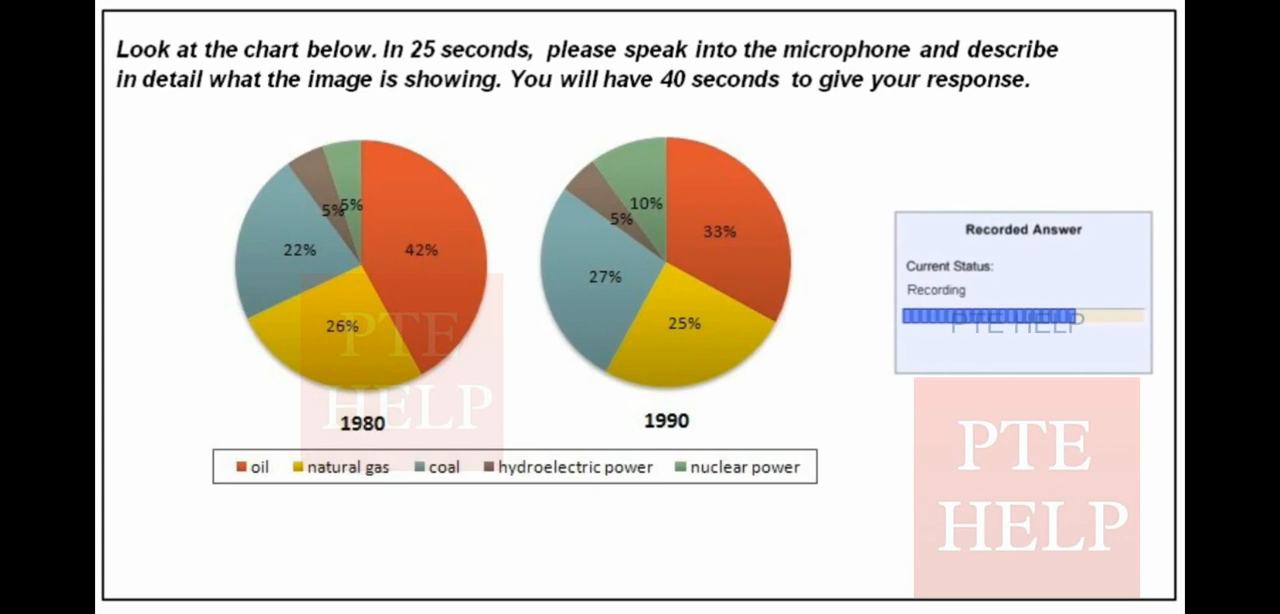 Look at the chart below. In 25 seconds, please speak into the microphone and describe
in detail what the image is showing. You will have 40 seconds to give your response.
5%
5%
22%
42%
26%
PTE
HELP
1980
10%
5%
33%
27%
25%
1990
oil natural gas coal hydroelectric power nuclear power
Recorded Answer
Current Status:
Recording
PTE HELP
PTE
HELP